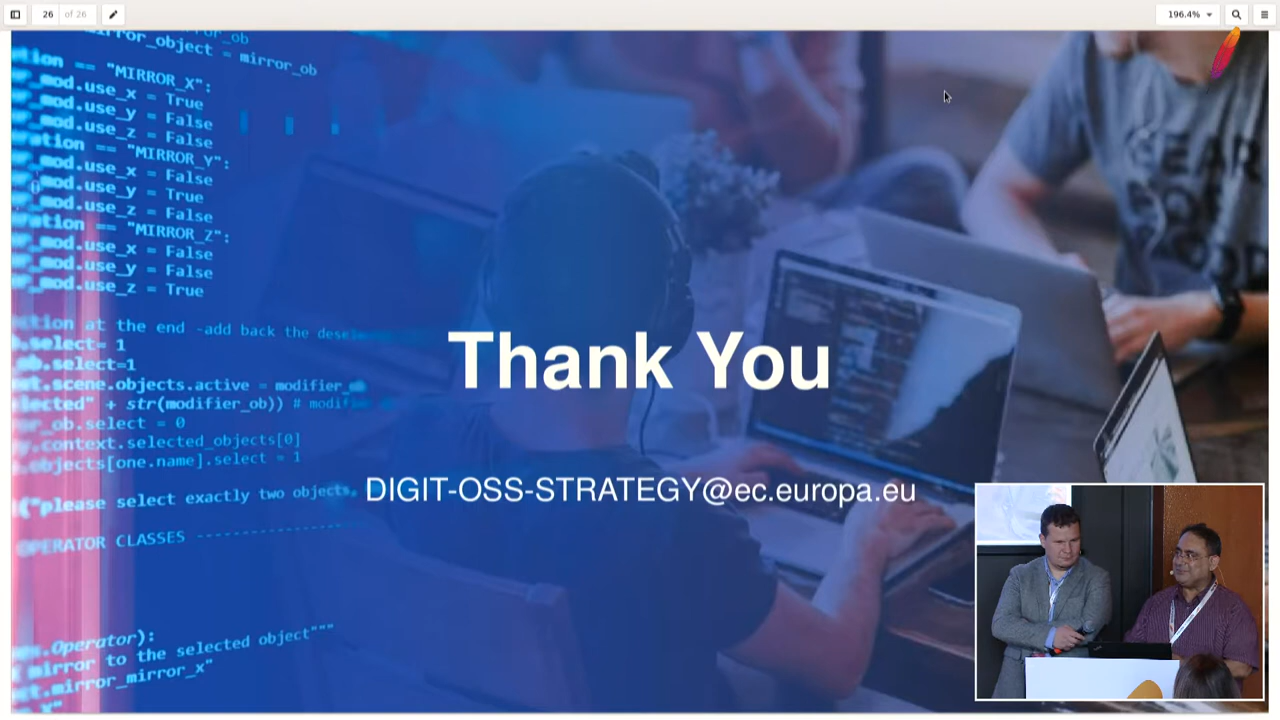 26 of 26
196.4%
mirror_object = mirror_ob
== "MIRROR_X":
_mod.use_x = True
_mod.use_y = False
_mod.use_z = False
== "MIRROR_Y":
_mod.use_x = False
_mod.use_y = True
_mod.use_z = False
== "MIRROR_Z":
_mod.use_x = False
_mod.use_y = False
_mod.use_z = True
at the end -add back the
select= 1
ob.select=1
scene.objects.active = modifier_ob
" + str(modifier_ob)) #
_ob.select = 0
context.selected_objects[0]
objects[one.name].select = 1
("please select exactly two objects,
OPERATOR CLASSES ----------------
Operator):
mirror to the selected object"""
mirror_mirror_x"
Thank You
DIGIT-OSS-STRATEGY@ec.europa.eu